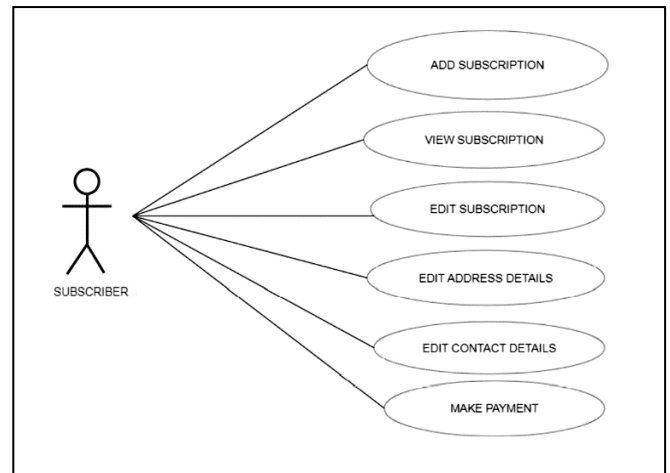 ADD SUBSCRIPTION
VIEW SUBSCRIPTION
EDIT SUBSCRIPTION
EDIT ADDRESS DETAILS
SUBSCRIBER
EDIT CONTACT DETAILS
MAKE PAYMENT